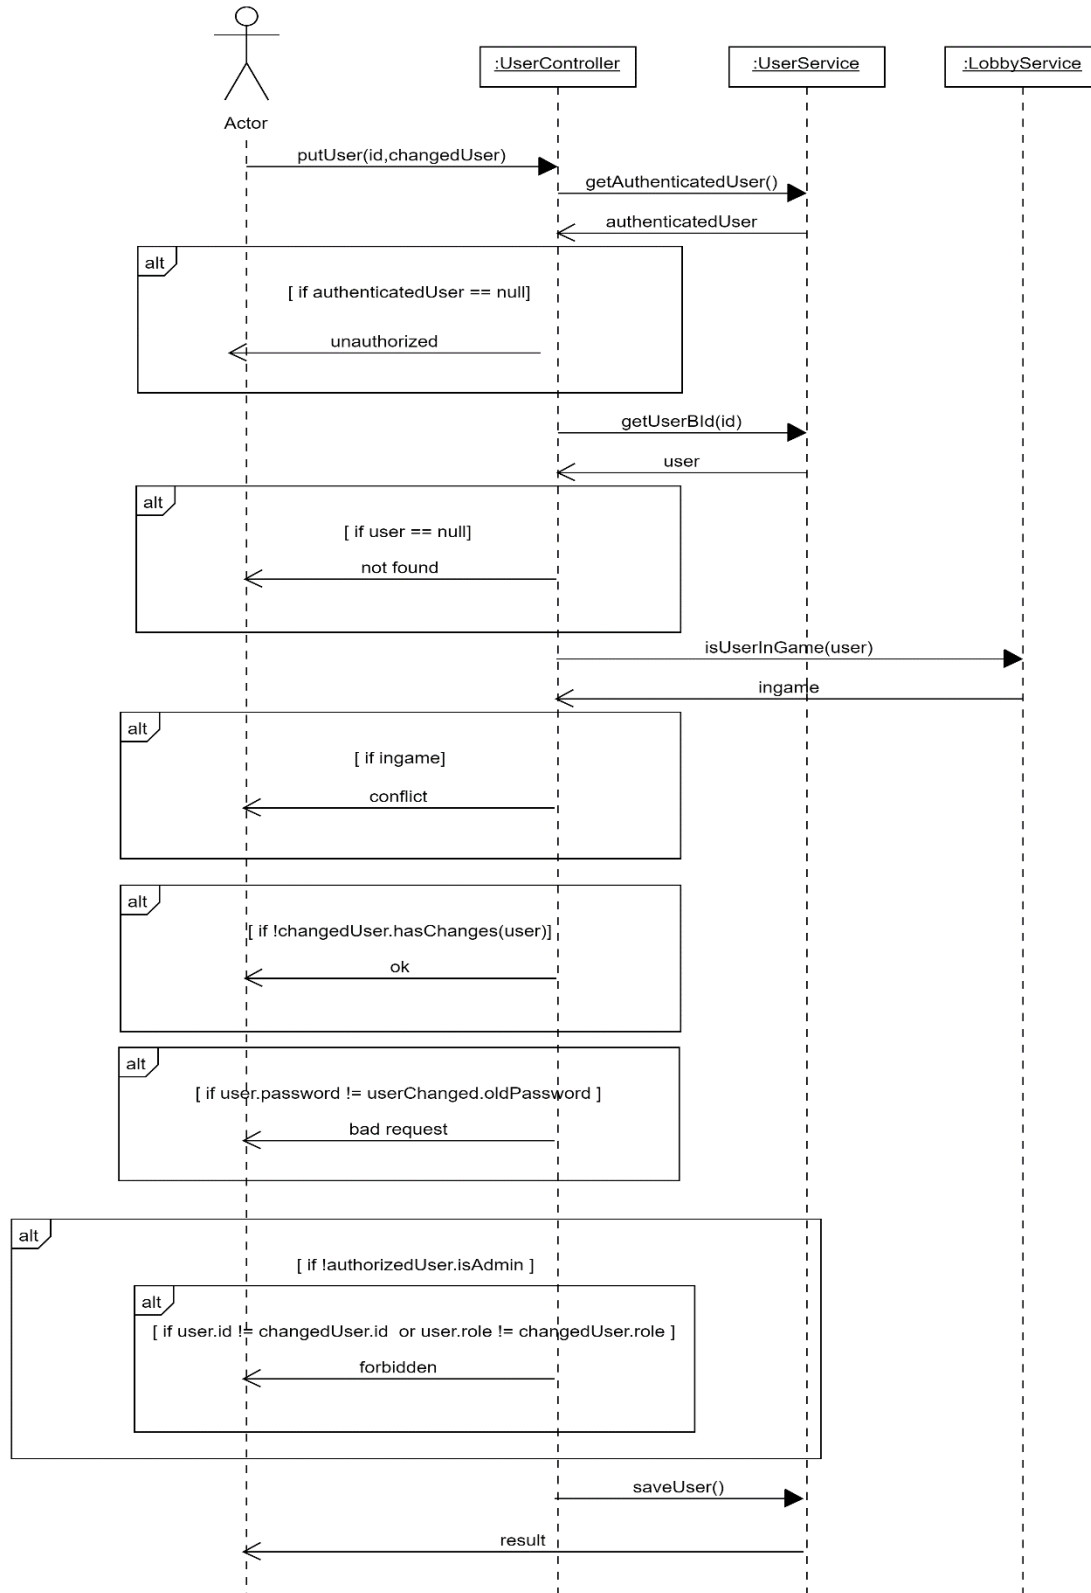 :UserController
:UserService
:LobbyService
Actor
putUser(id,changedUser)
getAuthenticatedUser()
authenticatedUser
alt
[ if authenticatedUser == null]
unauthorized
getUserBId(id)
user
alt
[ if user == null]
not found
isUserInGame(user)
ingame
alt
[ if ingame]
conflict
alt
[ if !changedUser.hasChanges(user)]
ok
alt
[ if user.password != userChanged.oldPassword ]
bad request
alt
[ if !authorizedUser.isAdmin ]
alt
[ if user.id != changedUser.id or user.role != changedUser.role ]
forbidden
saveUser()
result